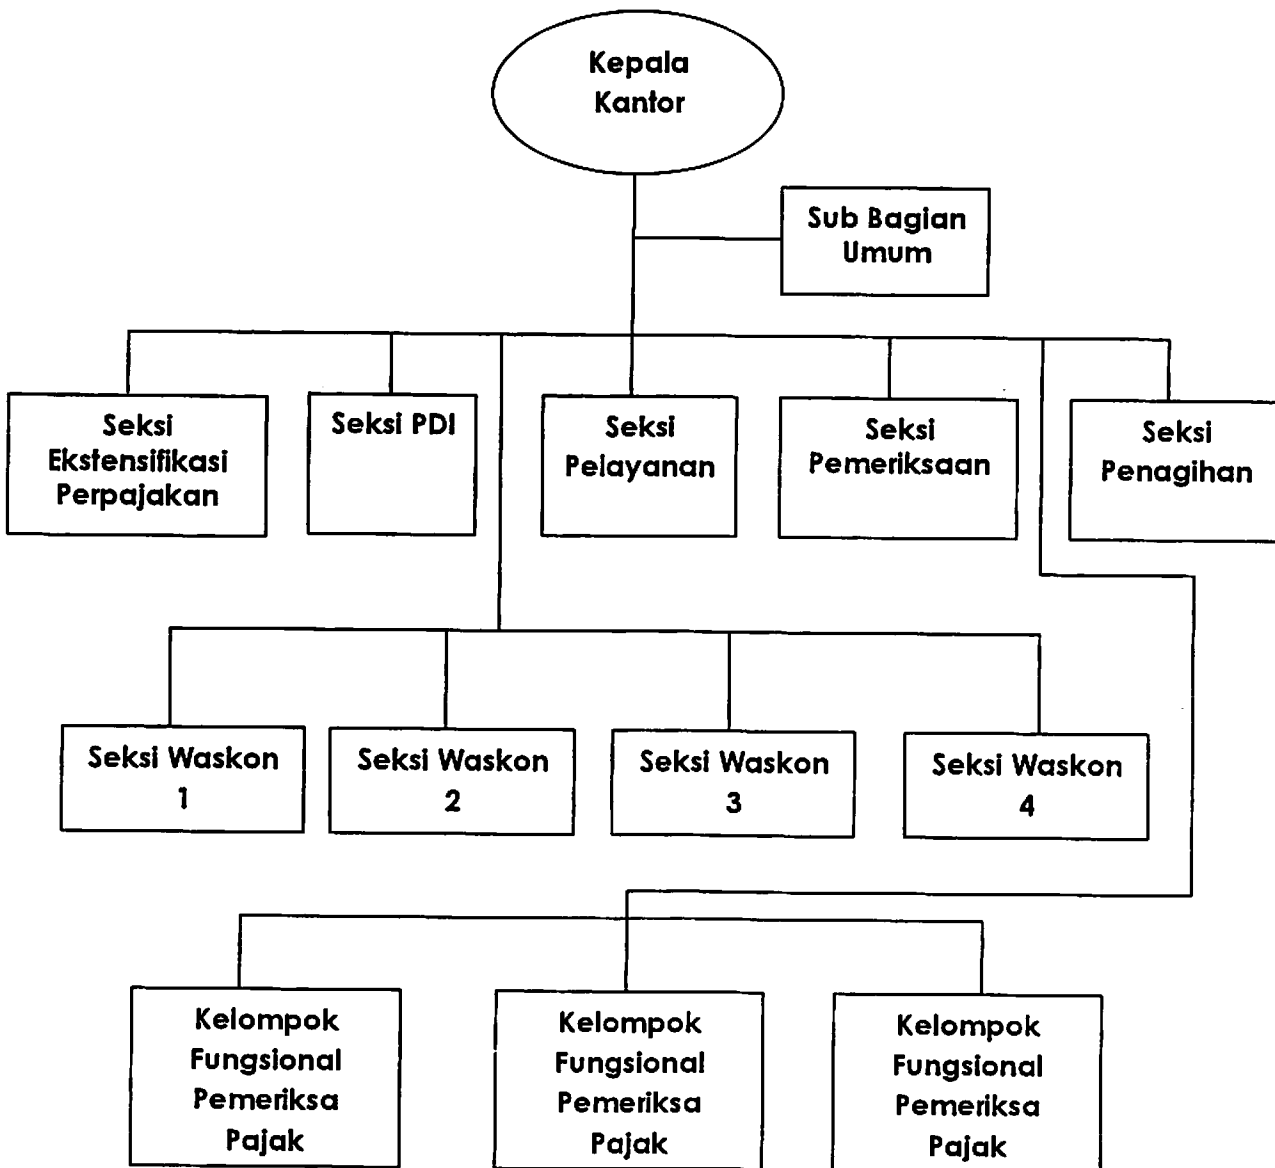 Kepala
Kantor
Sub Bagian
Umum
Seksi
Ekstensifikasi
Perpajakan
Seksi PDI
Seksi
Pelayanan
Seksi
Pemeriksaan
Seksi
Penagihan
Seksi Waskon
1
Seksi Waskon
2
Seksi Waskon
3
Seksi Waskon
4
Kelompok
Fungsional
Pemeriksa
Pajak
Kelompok
Fungsional
Pemeriksa
Pajak
Kelompok
Fungsional
Pemeriksa
Pajak